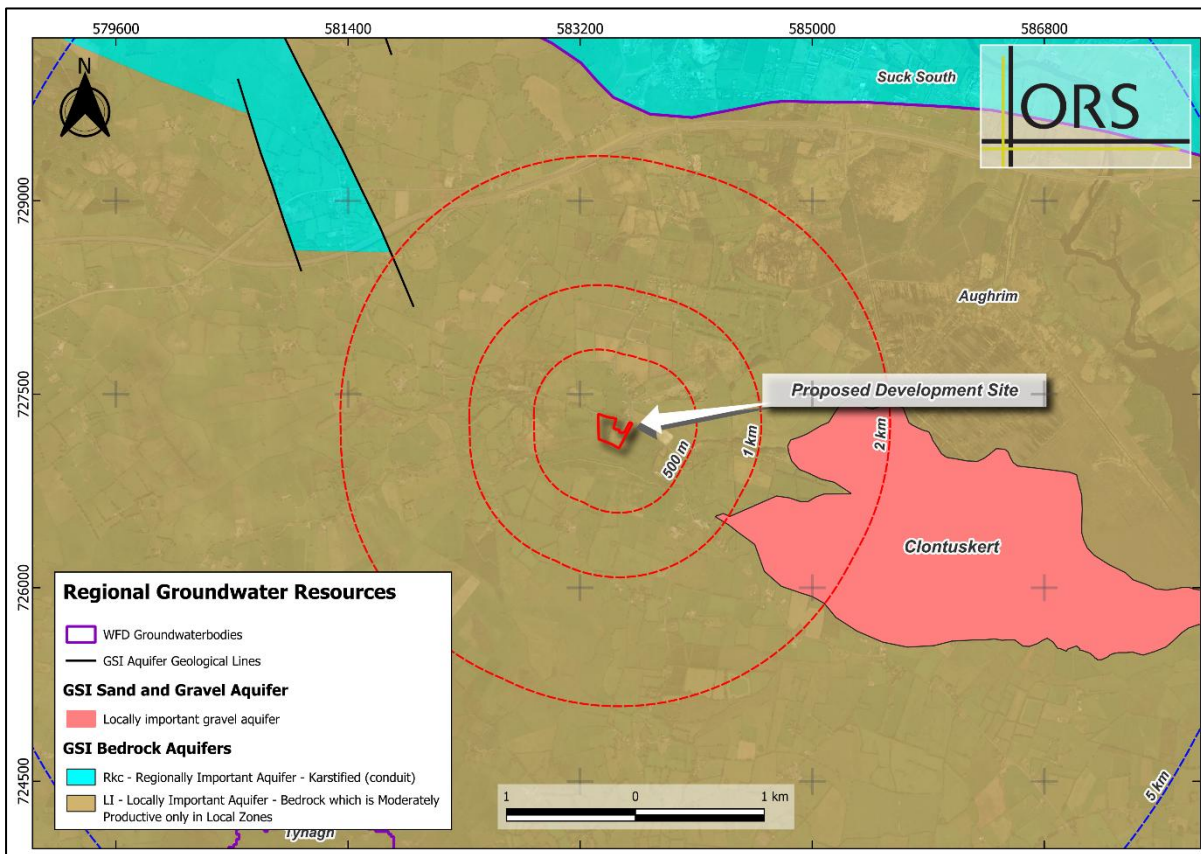 579600 581400 583200 585000 586800
N
Suck South
ORS
729000
Aughrim
727500
Proposed Development Site
500 m
1 km
2 km
Clontuskert
726000
Regional Groundwater Resources
WFD Groundwaterbodies
GSI Aquifer Geological Lines
GSI Sand and Gravel Aquifer
Locally important gravel aquifer
GSI Bedrock Aquifers
Rkc - Regionally Important Aquifer - Karstified (conduit)
LI - Locally Important Aquifer - Bedrock which is Moderately
Productive only in Local Zones
724500
1 0 1 km
5 km
Tynagh